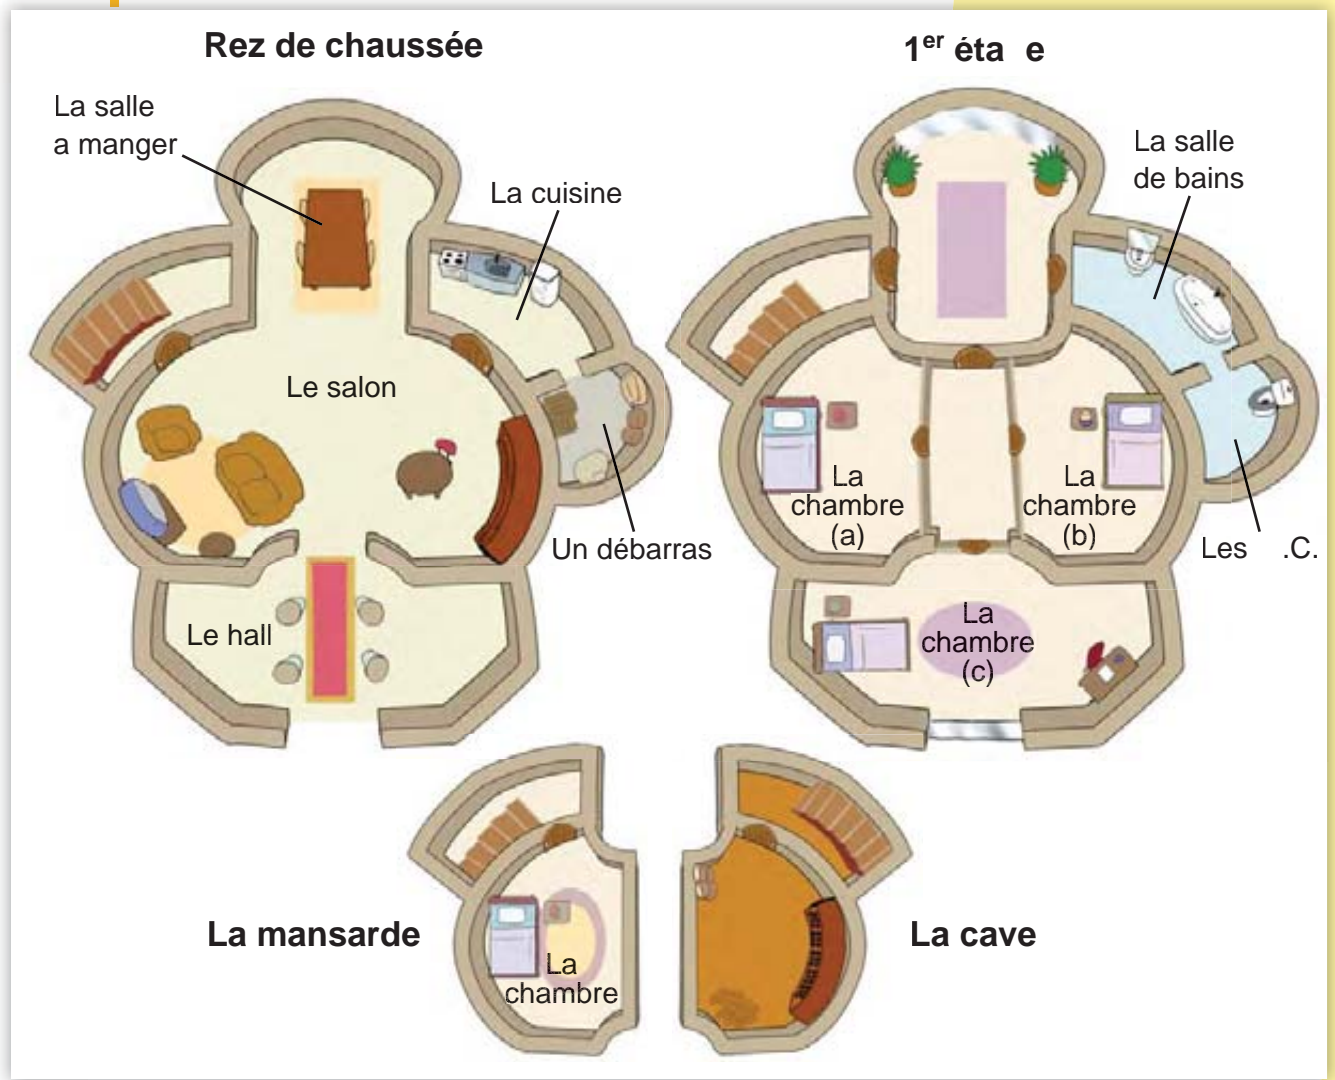 Rez de chaussée
1er éta e
La salle
a manger
La cuisine
La salle
de bains
Le salon
Un débarras
Le hall
La
chambre
(a)
La
chambre
(b)
Les .C.
La
chambre
(c)
La mansarde
La
chambre
La cave